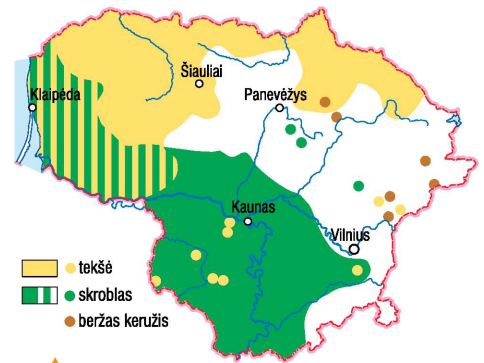 Šiauliai
Klaipėda
Panevėžys
Kaunas
Vilnius
tekšė
skroblas
beržas keružis